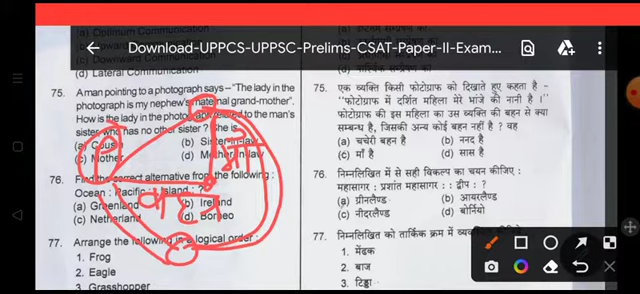 (a) Optimum Communication
Download-UPPCS-UPPSC-Prelims-CSAT-Paper-II-Exam...
(d) Lateral Communication
75. A man pointing to a photograph says– "The lady in the
photograph is my nephew's maternal grand-mother".
How is the lady in the photograph related to the man's
sister who has no other sister? She is
(a) Cousin
(b) Sister-in-law
(c) Mother
(d) Mother-in-law
76. Find the correct alternative from the following :
Ocean : Pacific : Island : ?
(a) Greenland
(b) Ireland
(c) Netherland
(d) Borneo
77. Arrange the following in a logical order :
1. Frog
2. Eagle
3. Grasshopper
75. एक व्यक्ति किसी फोटोग्राफ को दिखाते हुए कहता है -
"फोटोग्राफ में दर्शित महिला मेरे भांजे की नानी है ।"
फोटोग्राफ की इस महिला का उस व्यक्ति की बहन से क्या
सम्बन्ध है, जिसकी अन्य कोई बहन नहीं है ? वह
(a) चचेरी बहन है
(b) ननद है
(c) माँ है
(d) सास है
76. निम्नलिखित में से सही विकल्प का चयन कीजिए :
महासागर : प्रशांत महासागर : : द्वीप : ?
(a) ग्रीनलैण्ड
(b) आयरलैण्ड
(c) नीदरलैण्ड
(d) बोर्नियो
77. निम्नलिखित को तार्किक क्रम में
1. मेंढक
2. बाज
3. टिड्डा